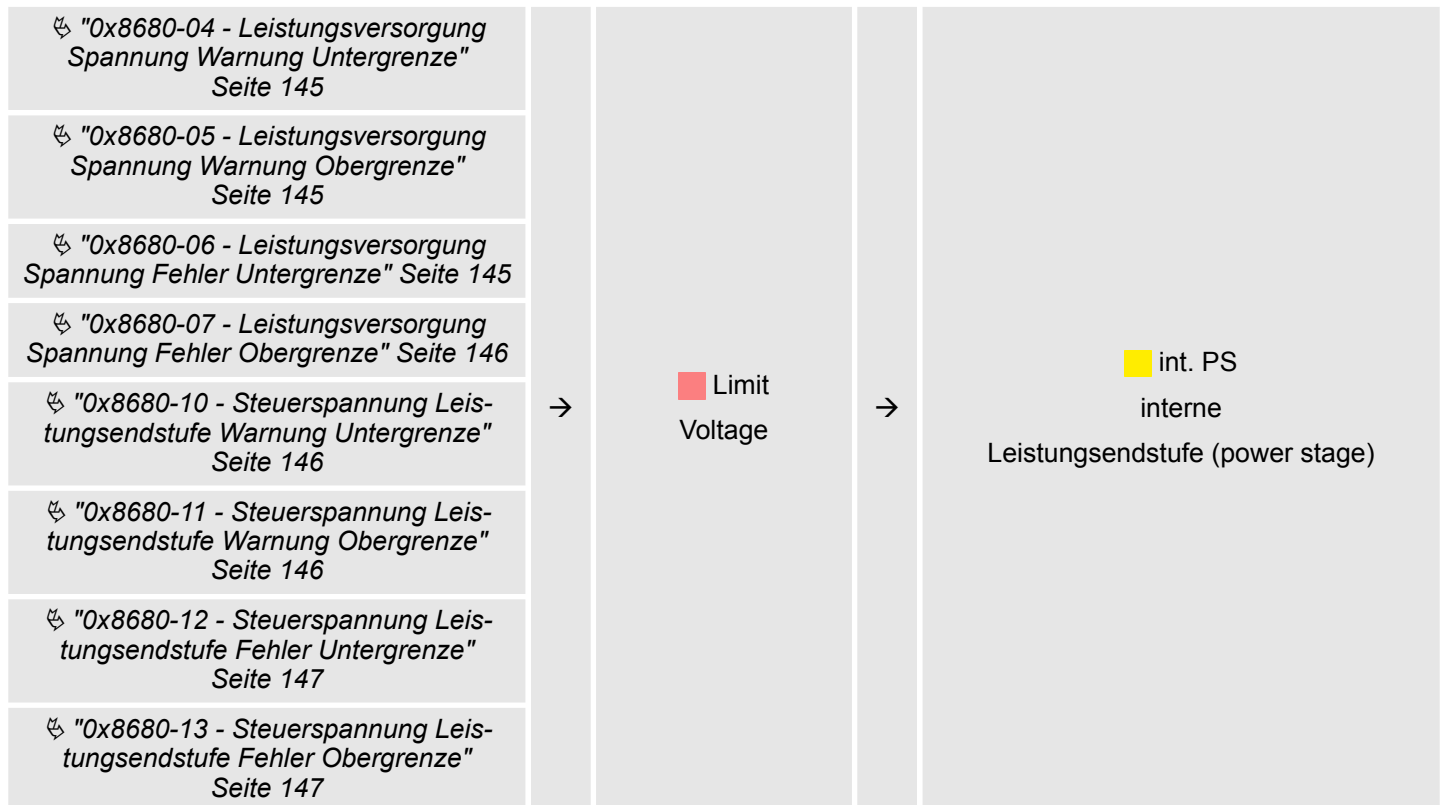 "0x8680-04 - Leistungsversorgung
Spannung Warnung Untergrenze"
Seite 145
"0x8680-05 - Leistungsversorgung
Spannung Warnung Obergrenze"
Seite 145
"0x8680-06 - Leistungsversorgung
Spannung Fehler Untergrenze" Seite 145
"0x8680-07 - Leistungsversorgung
Spannung Fehler Obergrenze" Seite 146
"0x8680-10 - Steuerspannung Leis-
tungsendstufe Warnung Untergrenze"
Seite 146
"0x8680-11 - Steuerspannung Leis-
tungsendstufe Warnung Obergrenze"
Seite 146
"0x8680-12 - Steuerspannung Leis-
tungsendstufe Fehler Untergrenze"
Seite 147
"0x8680-13 - Steuerspannung Leis-
tungsendstufe Fehler Obergrenze"
Seite 147
→
Limit
Voltage
→
int. PS
interne
Leistungsendstufe (power stage)